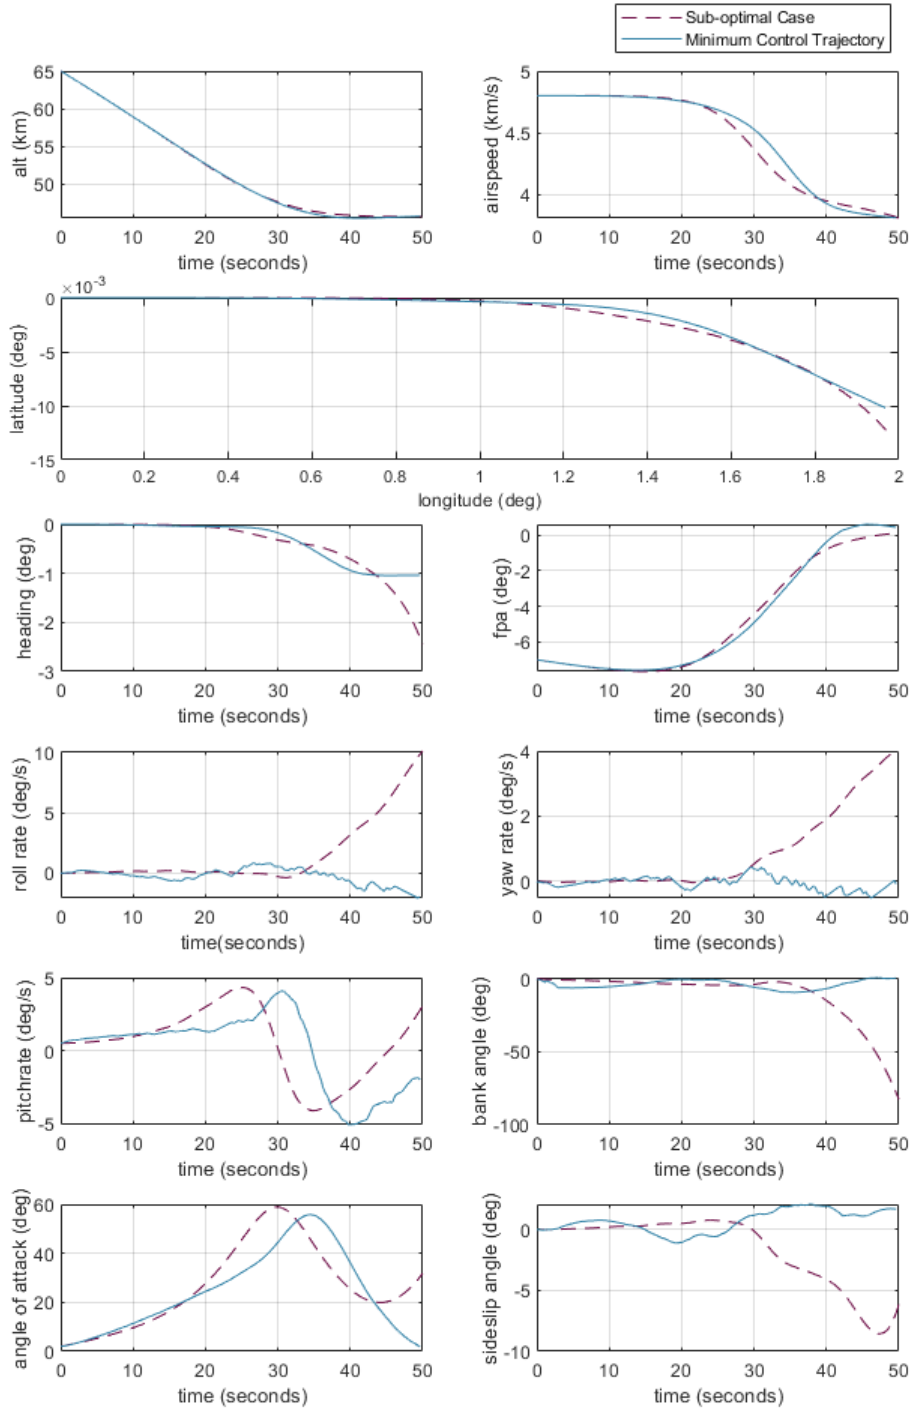 Sub-optimal Case
Minimum Control Trajectory
65
60
55
50
alt (km)
0 10 20 30 40 50
time (seconds)
5
4.5
4
airspeed (km/s)
0 10 20 30 40 50
time (seconds)
×10⁻³
0
-5
-10
-15
latitude (deg)
0 0.2 0.4 0.6 0.8 1 1.2 1.4 1.6 1.8 2
longitude (deg)
0
-1
-2
-3
heading (deg)
0 10 20 30 40 50
time (seconds)
0
-2
-4
-6
fpa (deg)
0 10 20 30 40 50
time (seconds)
10
5
0
roll rate (deg/s)
0 10 20 30 40 50
time(seconds)
4
2
0
yaw rate (deg/s)
0 10 20 30 40 50
time (seconds)
5
0
-5
pitchrate (deg/s)
0 10 20 30 40 50
time (seconds)
0
-50
-100
bank angle (deg)
0 10 20 30 40 50
time (seconds)
60
40
20
0
angle of attack (deg)
0 10 20 30 40 50
time (seconds)
0
-5
-10
sideslip angle (deg)
0 10 20 30 40 50
time (seconds)